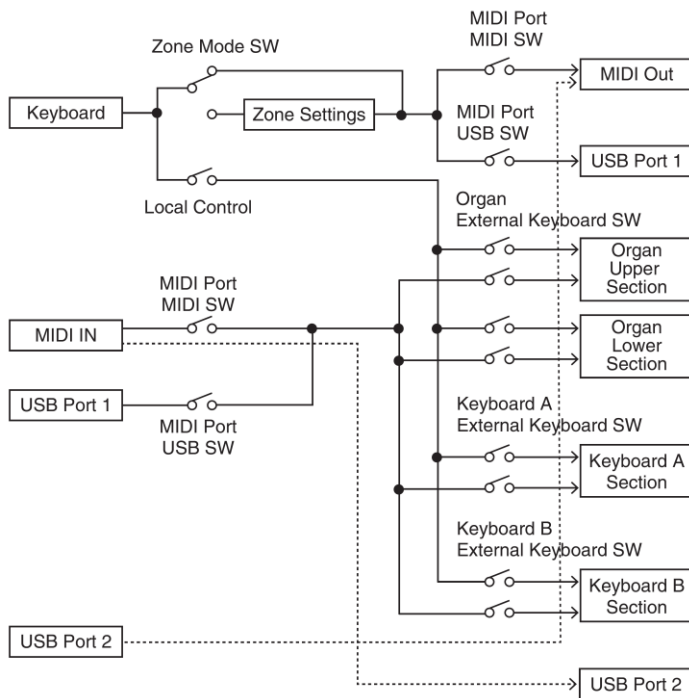 MIDI Port
MIDI SW
Zone Mode SW
MIDI Out
Keyboard
Zone Settings
MIDI Port
USB SW
USB Port 1
Local Control
Organ
External Keyboard SW
Organ
Upper
Section
MIDI Port
MIDI SW
MIDI IN
Organ
Lower
Section
USB Port 1
MIDI Port
USB SW
Keyboard A
External Keyboard SW
Keyboard A
Section
Keyboard B
External Keyboard SW
Keyboard B
Section
USB Port 2
USB Port 2